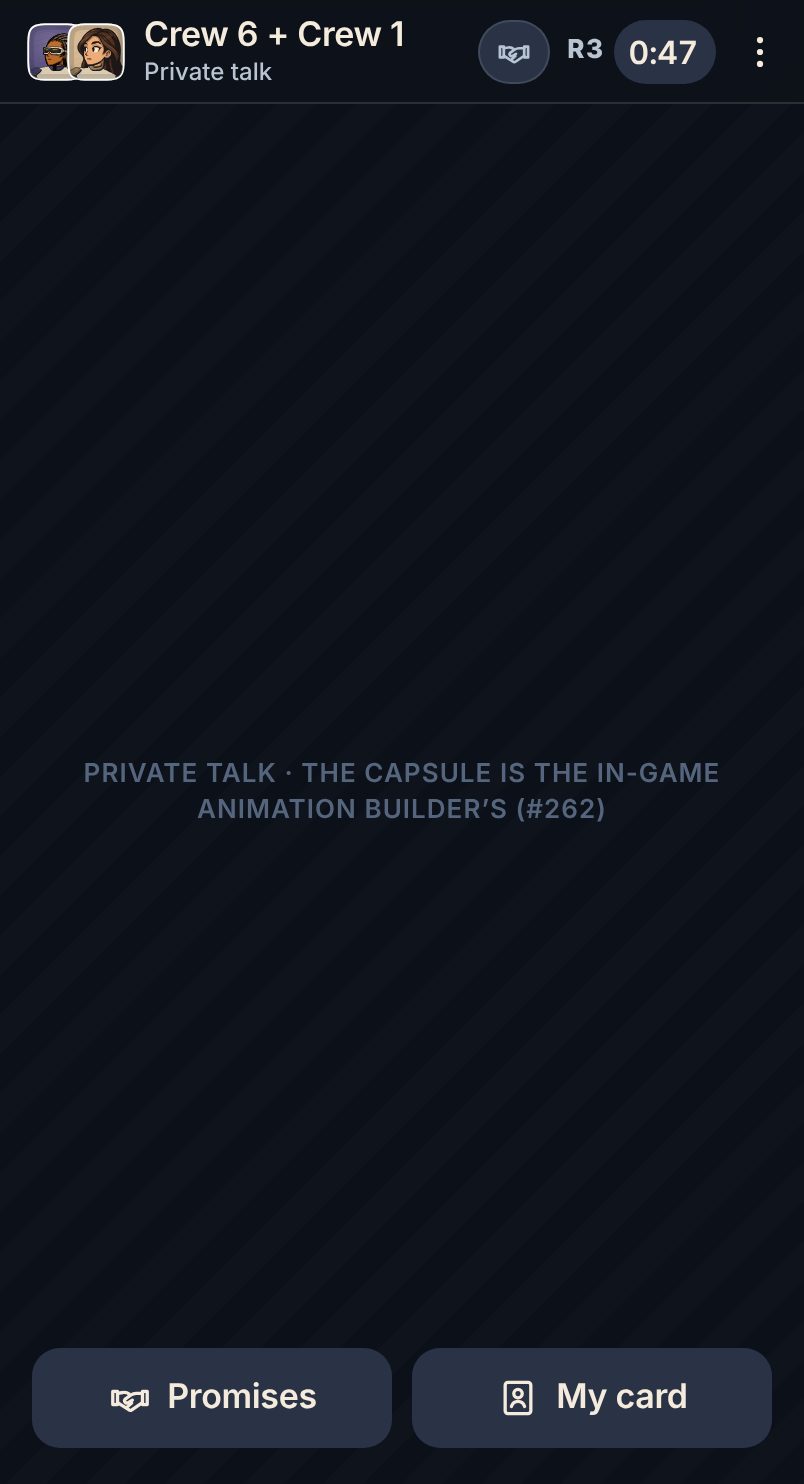 Crew 6 + Crew 1
Private talk
R3
0:47
PRIVATE TALK · THE CAPSULE IS THE IN-GAME
ANIMATION BUILDER’S (#262)
Promises
My card